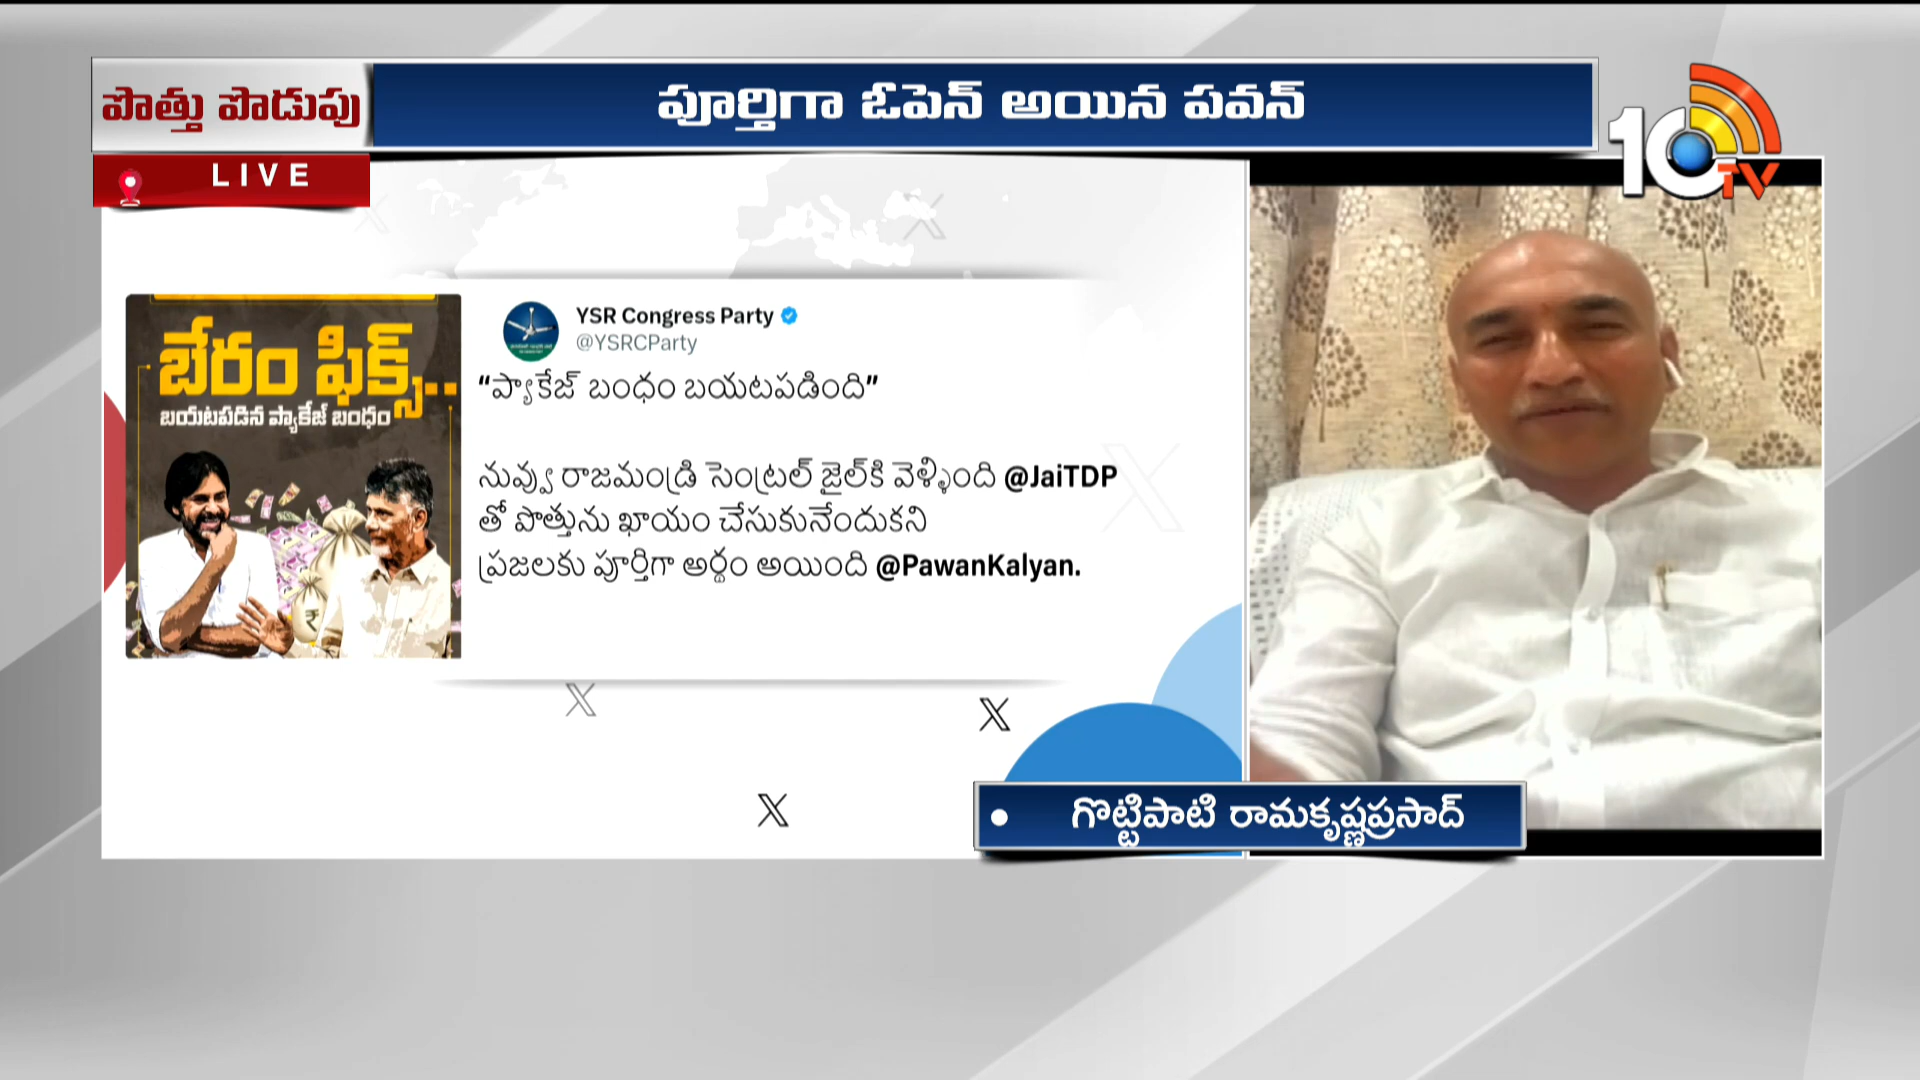 పొత్తు పొడుపు
పూర్తిగా ఓపెన్ అయిన పవన్
10TV
LIVE
బేరం ఫిక్స్..
బయటపడిన ప్యాకేజ్ బంధం
YSR Congress Party
@YSRCParty
“ప్యాకేజ్ బంధం బయటపడింది”
నువ్వు రాజమండ్రి సెంట్రల్ జైల్‌కి వెళ్ళింది @JaiTDP
తో పొత్తును ఖాయం చేసుకునేందుకని
ప్రజలకు పూర్తిగా అర్థం అయింది @PawanKalyan.
గొట్టిపాటి రామకృష్ణప్రసాద్